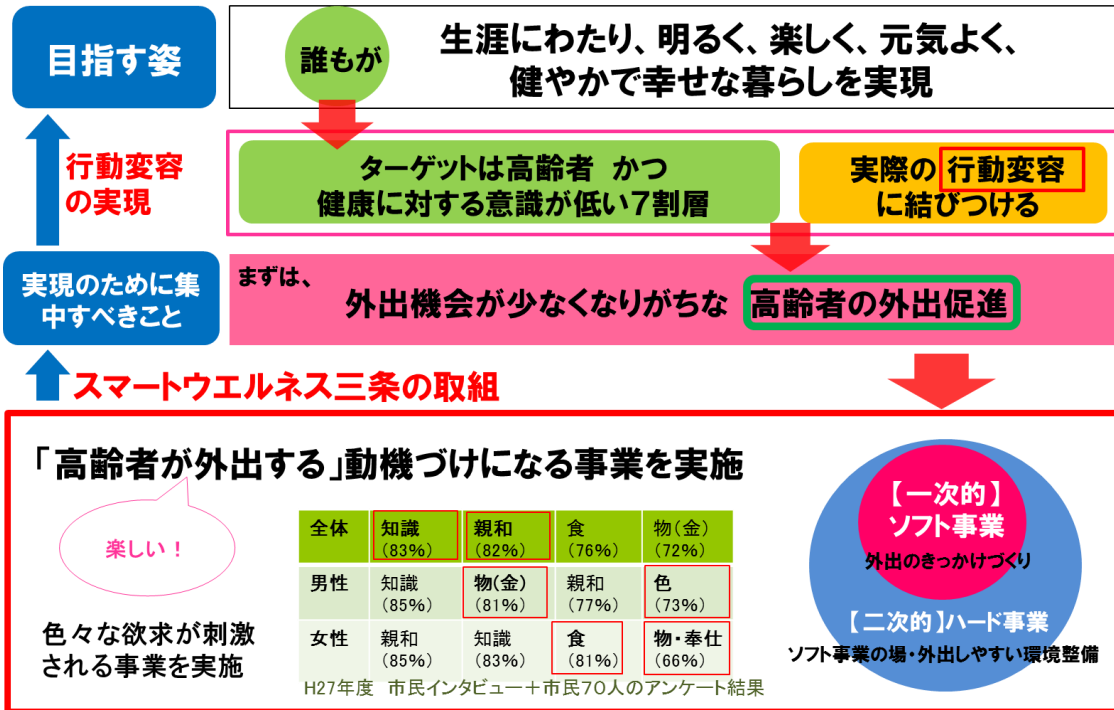 目指す姿
誰もが
生涯にわたり、明るく、楽しく、元気よく、
健やかで幸せな暮らしを実現
行動変容
の実現
ターゲットは高齢者 かつ
健康に対する意識が低い7割層
実際の行動変容
に結びつける
実現のために集
中すべきこと
まずは、
外出機会が少なくなりがちな 高齢者の外出促進
スマートウエルネス三条の取組
「高齢者が外出する」動機づけになる事業を実施
楽しい！
色々な欲求が刺激
される事業を実施
全体 知識 親和 食 物(金)
(83%) (82%) (76%) (72%)
男性 知識 物(金) 親和 色
(85%) (81%) (77%) (73%)
女性 親和 知識 食 物・奉仕
(85%) (83%) (81%) (66%)
H27年度 市民インタビュー＋市民70人のアンケート結果
【一次的】
ソフト事業
外出のきっかけづくり
【二次的】ハード事業
ソフト事業の場・外出しやすい環境整備